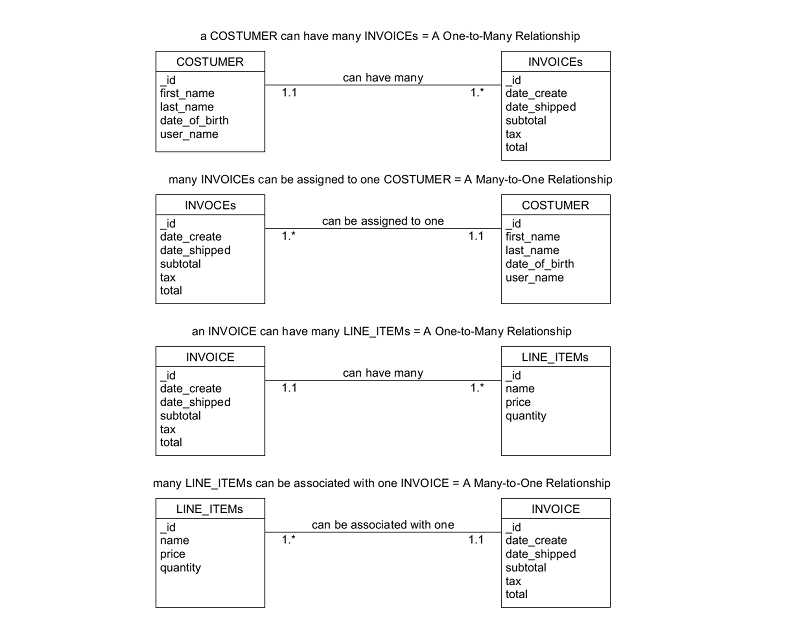 a COSTUMER can have many INVOICEs = A One-to-Many Relationship
COSTUMER
_id
first_name
last_name
date_of_birth
user_name
can have many
1.1
1.*
INVOICEs
_id
date_create
date_shipped
subtotal
tax
total
many INVOICEs can be assigned to one COSTUMER = A Many-to-One Relationship
INVOCEs
_id
date_create
date_shipped
subtotal
tax
total
can be assigned to one
1.*
1.1
COSTUMER
_id
first_name
last_name
date_of_birth
user_name
an INVOICE can have many LINE_ITEMs = A One-to-Many Relationship
INVOICE
_id
date_create
date_shipped
subtotal
tax
total
can have many
1.1
1.*
LINE_ITEMs
_id
name
price
quantity
many LINE_ITEMs can be associated with one INVOICE = A Many-to-One Relationship
LINE_ITEMs
_id
name
price
quantity
can be associated with one
1.*
1.1
INVOICE
_id
date_create
date_shipped
subtotal
tax
total